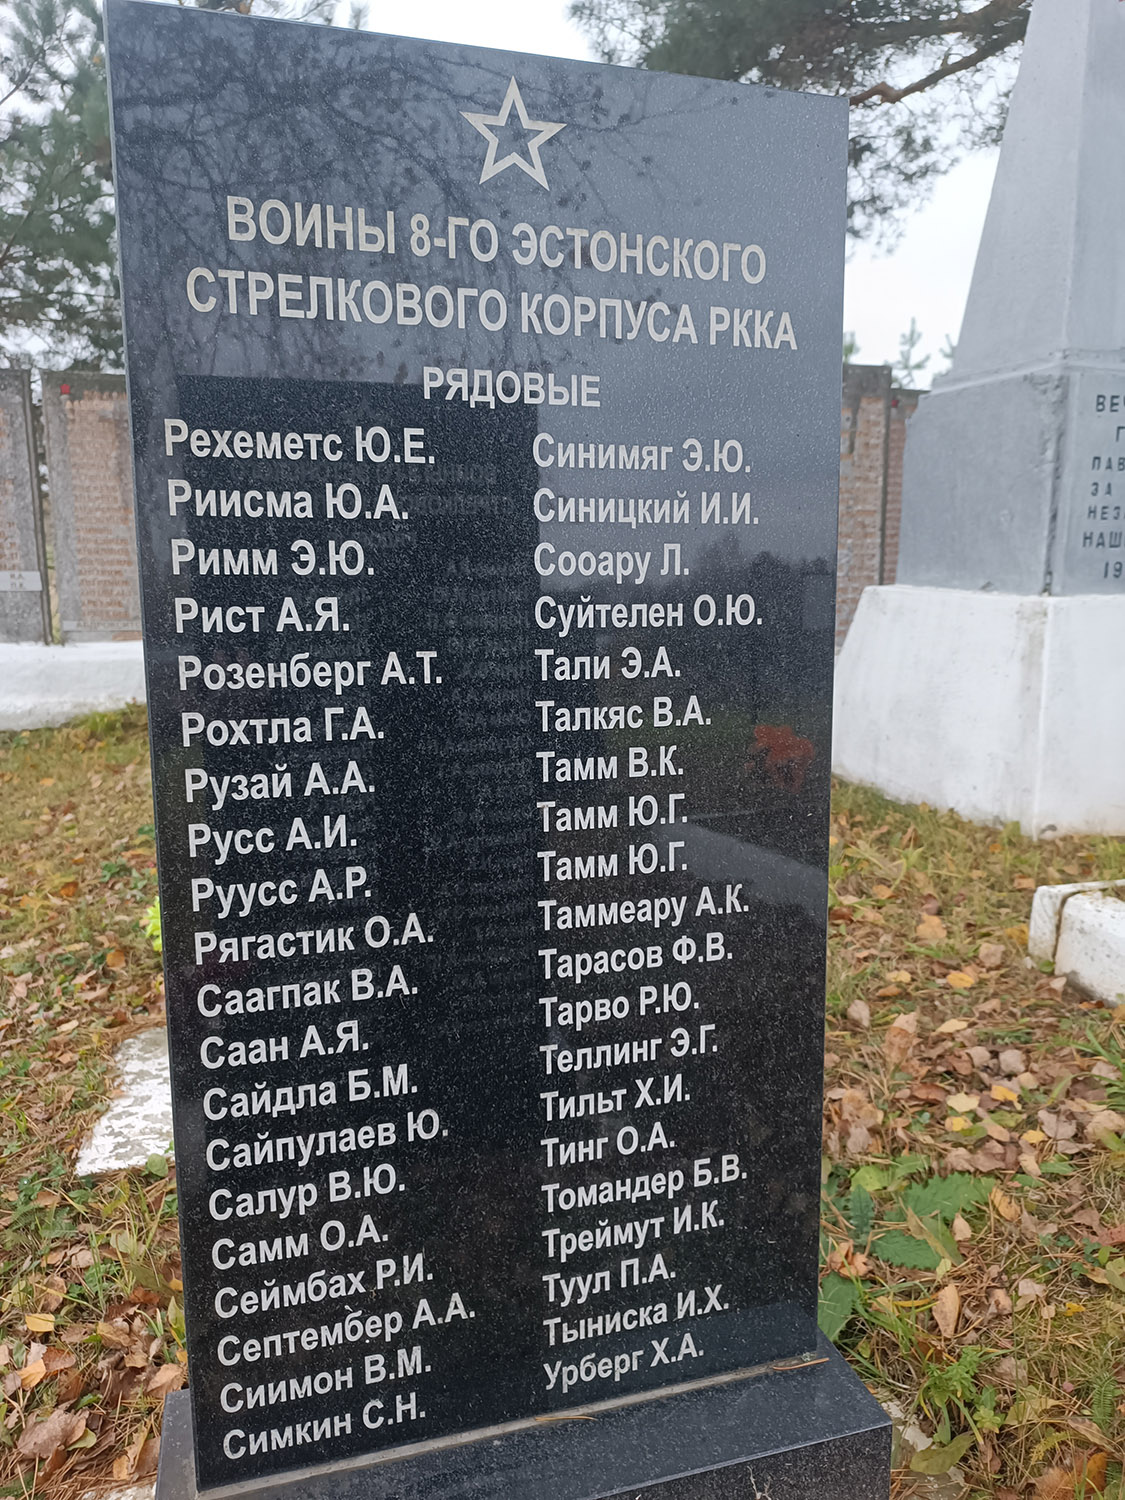 ВОИНЫ 8-ГО ЭСТОНСКОГО
СТРЕЛКОВОГО КОРПУСА РККА
РЯДОВЫЕ
Рехеметс Ю.Е.
Риисма Ю.А.
Римм Э.Ю.
Рист А.Я.
Розенберг А.Т.
Рохтла Г.А.
Рузай А.А.
Русс А.И.
Руусс А.Р.
Рягастик О.А.
Саагпак В.А.
Саан А.Я.
Сайдла Б.М.
Сайпулаев Ю.
Салур В.Ю.
Самм О.А.
Сеймбах Р.И.
Септембер А.А.
Сиимон В.М.
Симкин С.Н.
Синимяг Э.Ю.
Синицкий И.И.
Сооару Л.
Суйтелен О.Ю.
Тали Э.А.
Талкяс В.А.
Тамм В.К.
Тамм Ю.Г.
Тамм Ю.Г.
Таммеару А.К.
Тарасов Ф.В.
Тарво Р.Ю.
Теллинг Э.Г.
Тильт Х.И.
Тинг О.А.
Томандер Б.В.
Треймут И.К.
Туул П.А.
Тыниска И.Х.
Урберг Х.А.
ЗА
НАШ